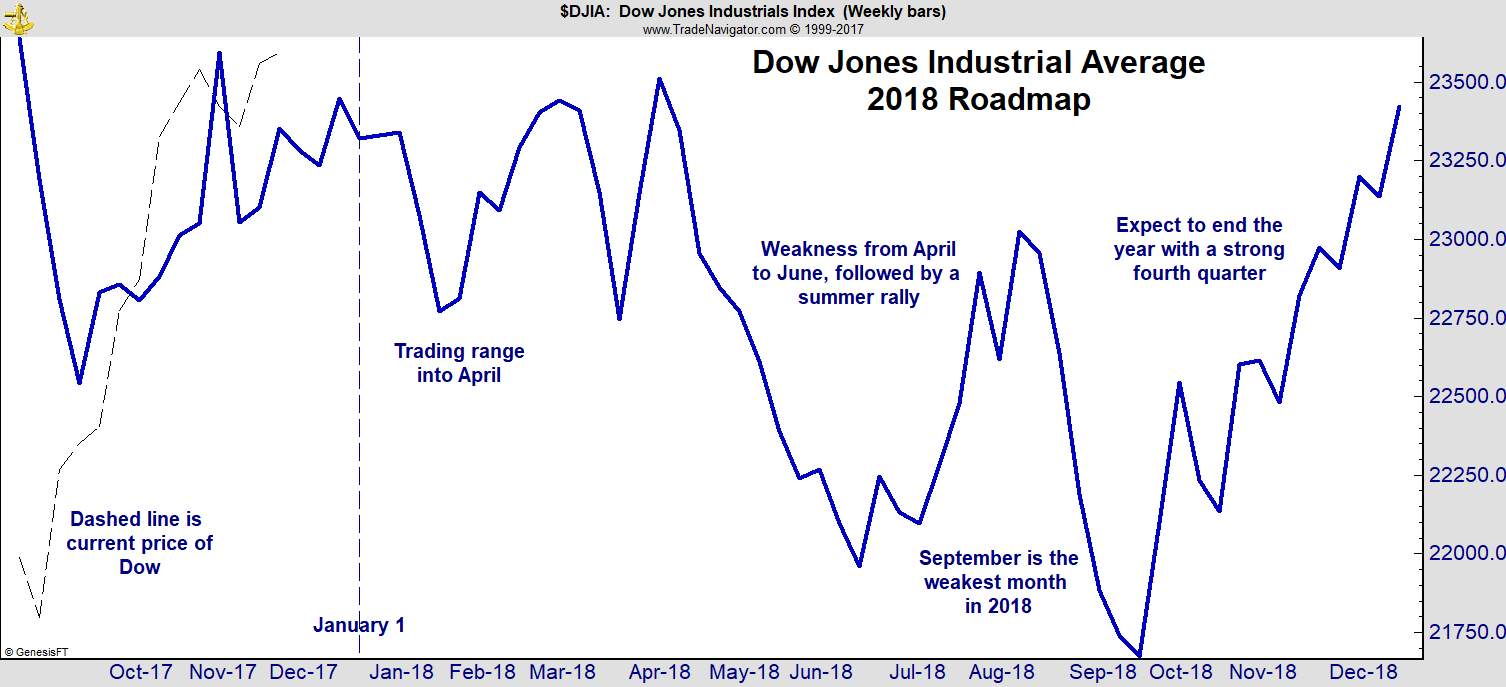 $DJIA:  Dow Jones Industrials Index  (Weekly bars)
www.TradeNavigator.com © 1999-2017
Dow Jones Industrial Average
2018 Roadmap
23500.0
23250.0
23000.0
22750.0
22500.0
22250.0
22000.0
21750.0
Expect to end the
year with a strong
fourth quarter
Weakness from April
to June, followed by a
summer rally
Trading range
into April
Dashed line is
current price of
Dow
September is the
weakest month
in 2018
January 1
© GenesisFT
Oct-17 Nov-17 Dec-17 Jan-18 Feb-18 Mar-18 Apr-18 May-18 Jun-18 Jul-18 Aug-18 Sep-18 Oct-18 Nov-18 Dec-18